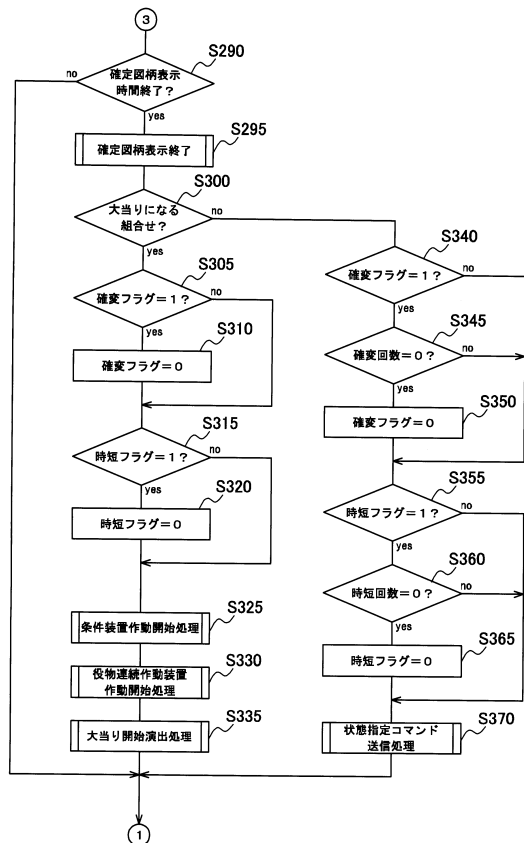 3
S290
no
確定図柄表示
時間終了?
yes
S295
確定図柄表示終了
S300
大当りになる
組合せ?
no
yes
S305
確変フラグ=1?
no
yes
S310
確変フラグ=0
S315
時短フラグ=1?
no
yes
S320
時短フラグ=0
S325
条件装置作動開始処理
S330
役物連続作動装置
作動開始処理
S335
大当り開始演出処理
S340
確変フラグ=1?
no
yes
S345
確変回数=0?
no
yes
S350
確変フラグ=0
S355
時短フラグ=1?
no
yes
S360
時短回数=0?
no
yes
S365
時短フラグ=0
S370
状態指定コマンド
送信処理
1